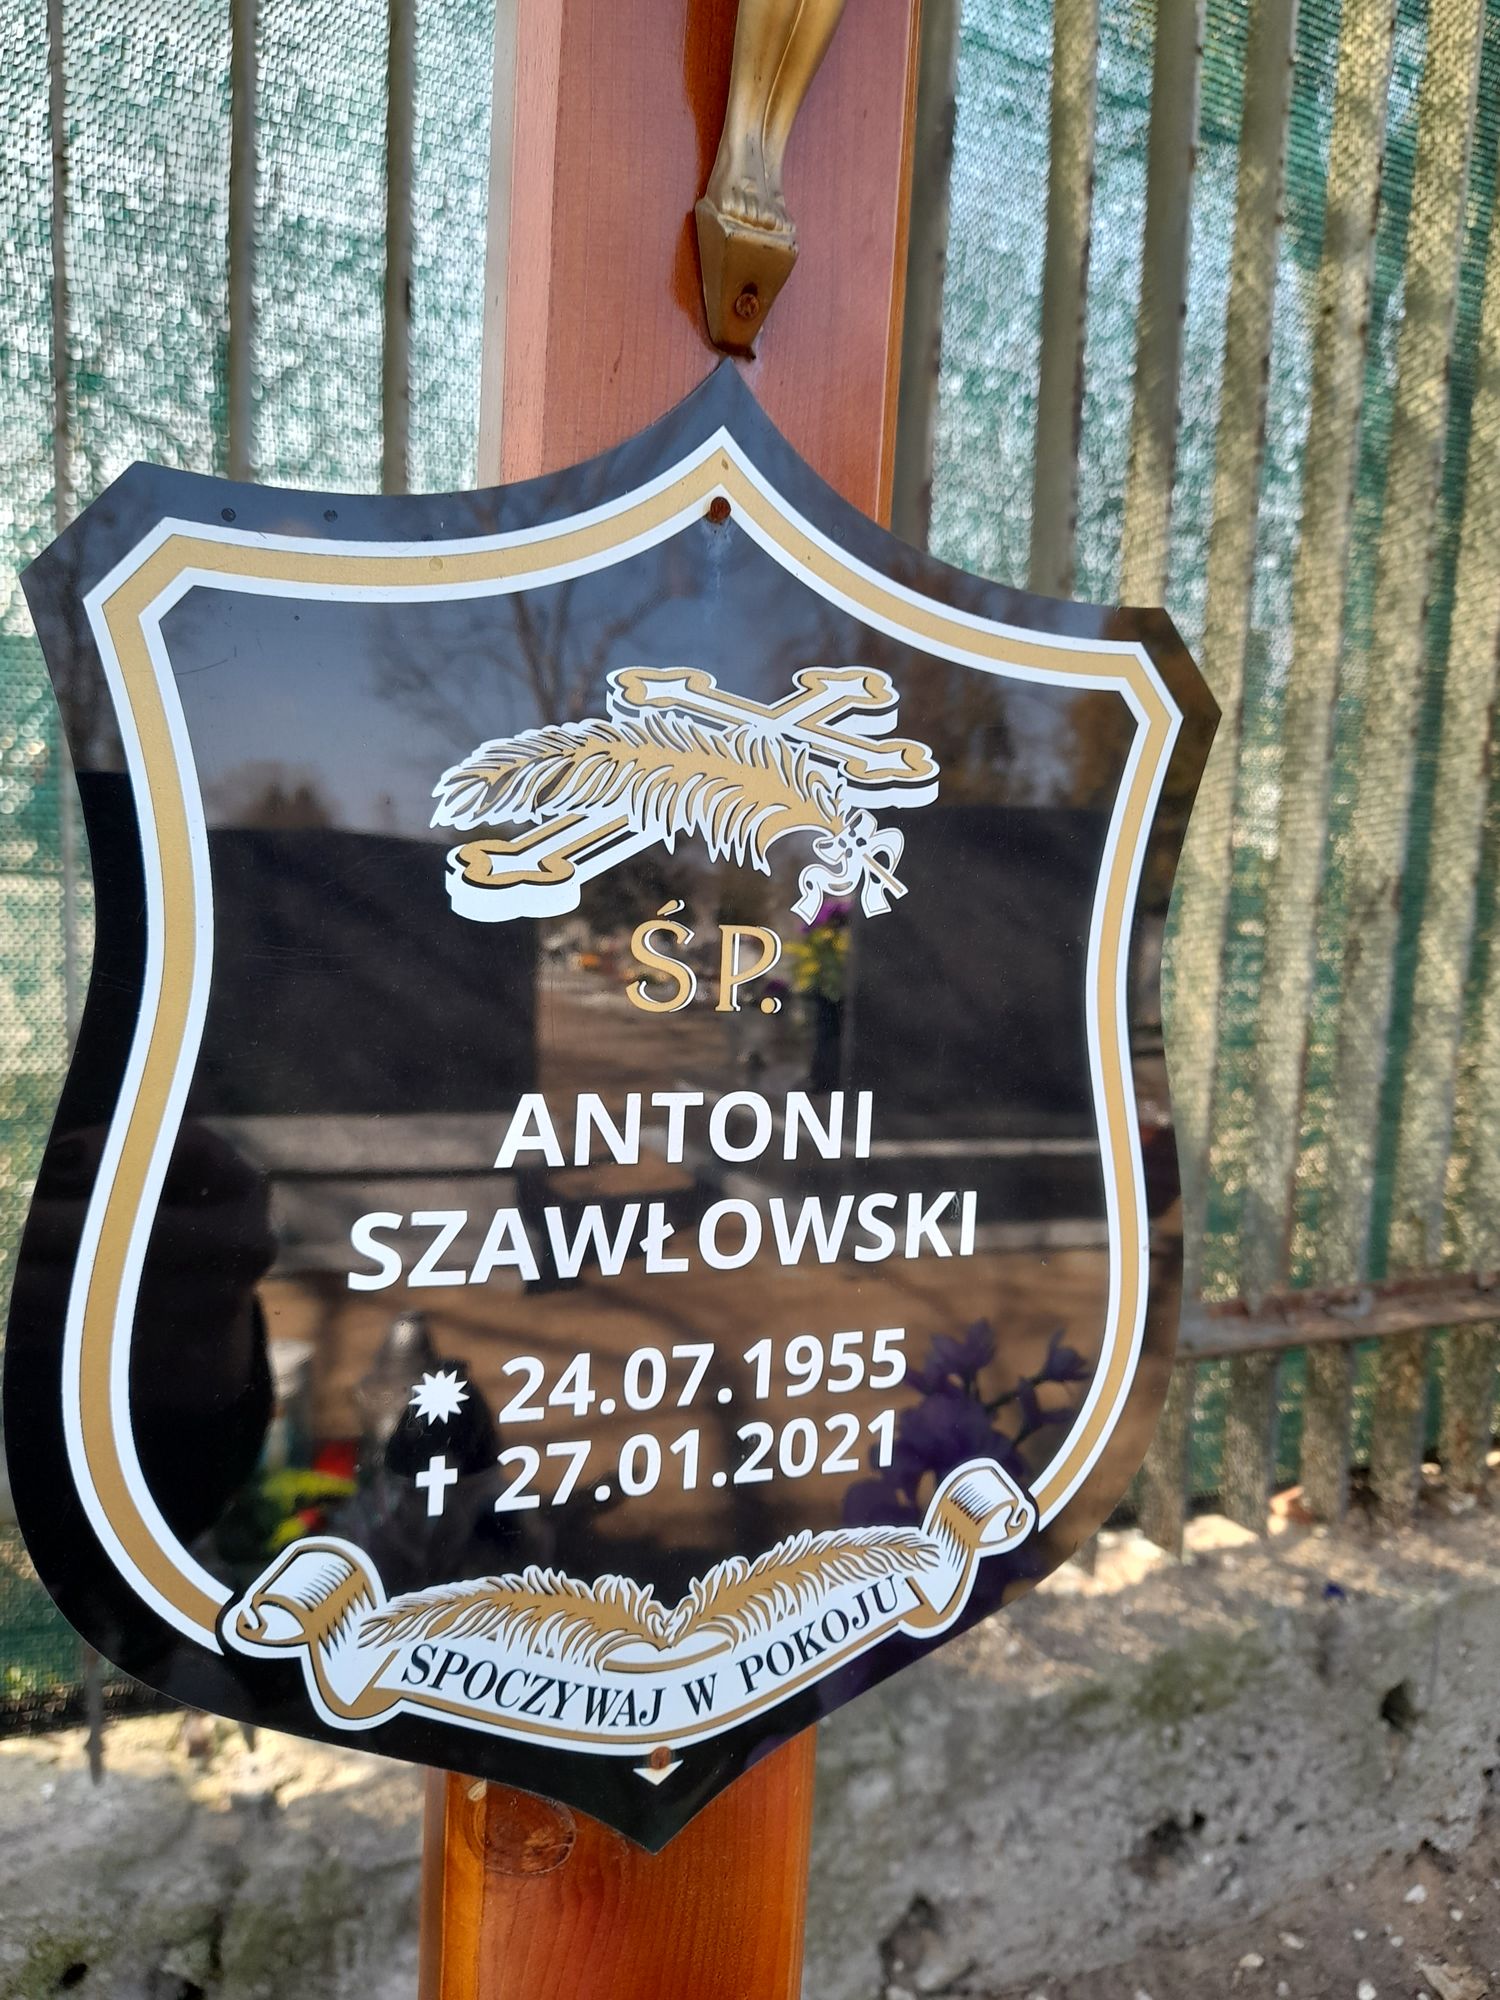 ŚP.
ANTONI
SZAWŁOWSKI
24.07.1955
27.01.2021
SPOCZYWAJ W POKOJU